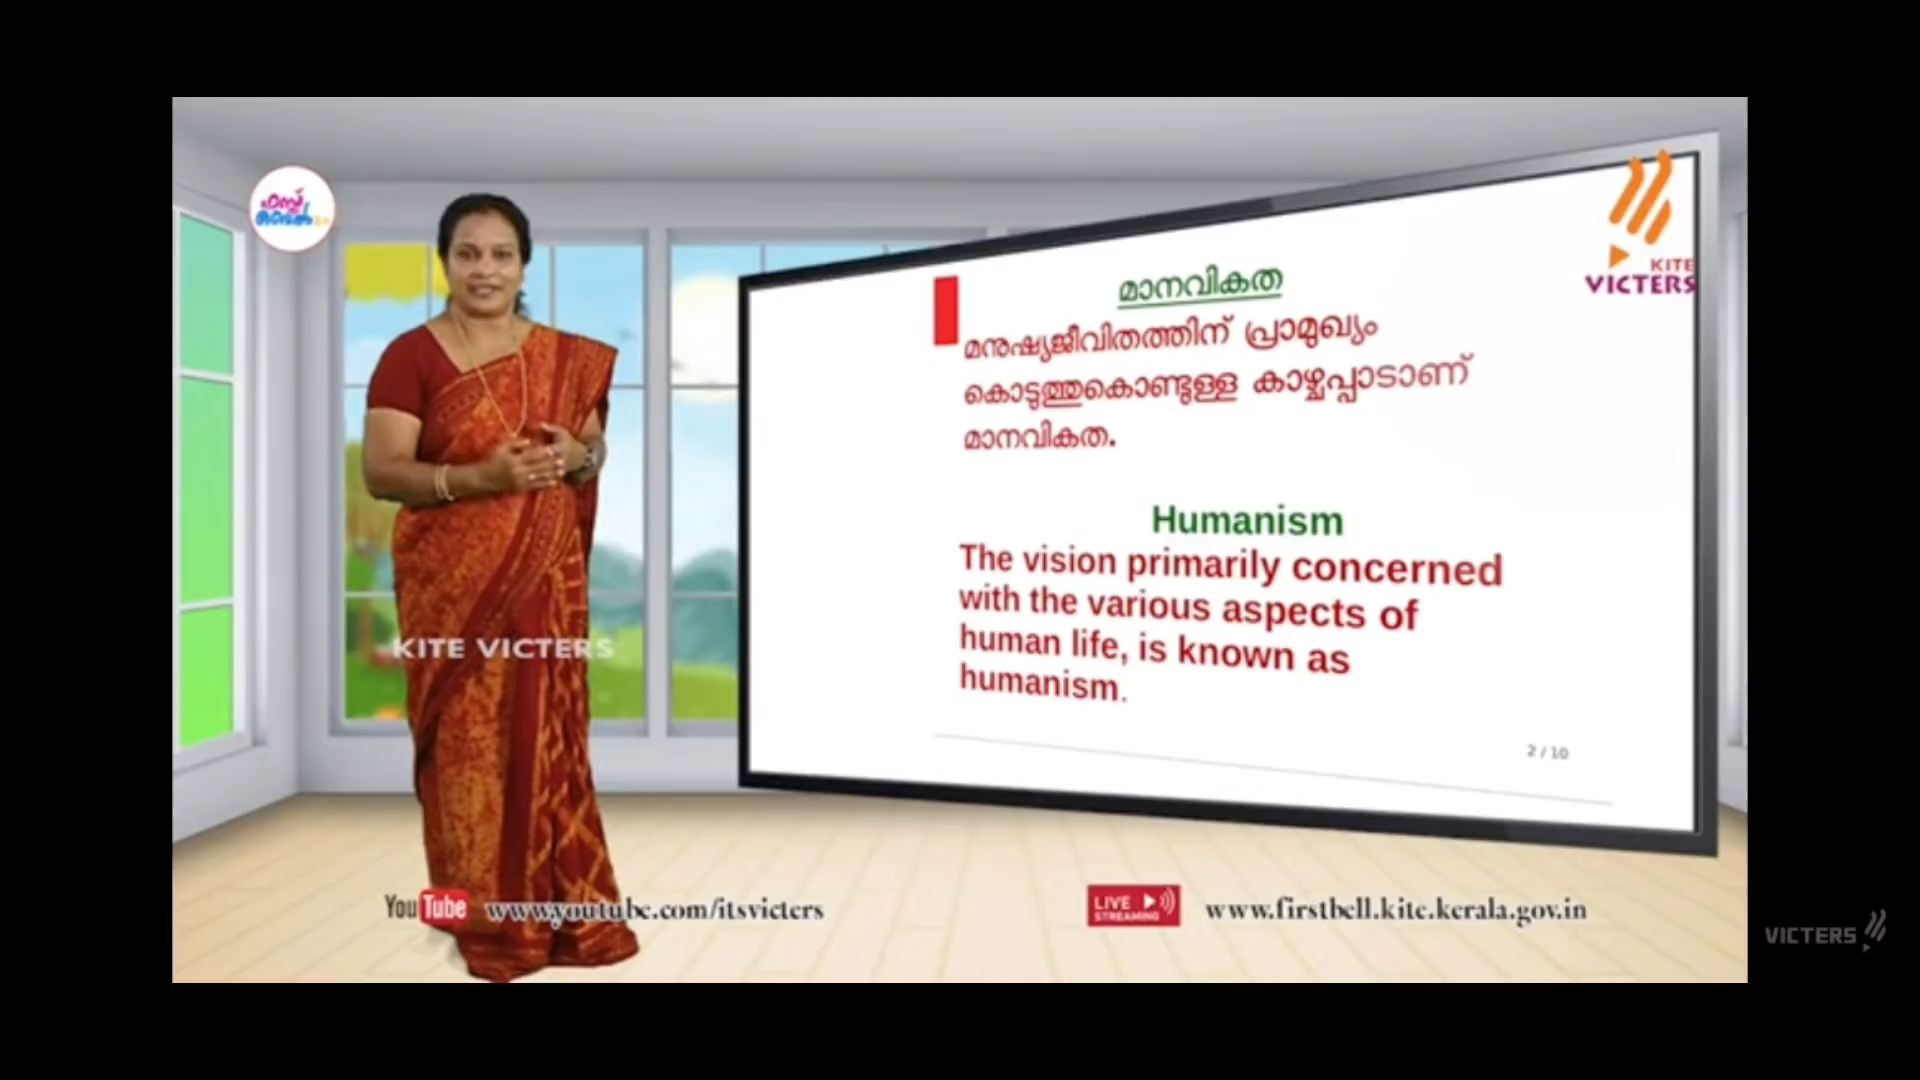 ഫസ്റ്റ്
KITE
VICTERS
മാനവികത
മനുഷ്യജീവിതത്തിന് പ്രാമുഖ്യം
കൊടുത്തുകൊണ്ടുള്ള കാഴ്ചപ്പാടാണ്
മാനവികത.
Humanism
The vision primarily concerned
with the various aspects of
human life, is known as
humanism.
2 / 10
KITE VICTERS
YouTube www.youtube.com/itsvicters
LIVE STREAMING www.firstbell.kite.kerala.gov.in
VICTERS